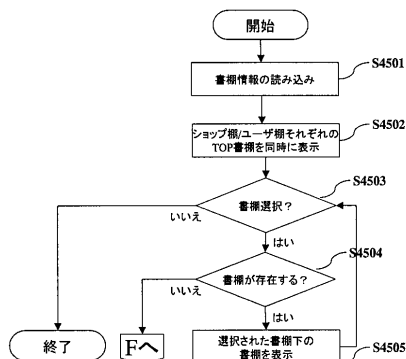 開始
S4501
書棚情報の読み込み
S4502
ショップ棚/ユーザ棚それぞれの
TOP書棚を同時に表示
S4503
書棚選択？
いいえ
はい
S4504
書棚が存在する？
いいえ
はい
終了
Fへ
選択された書棚下の
書棚を表示
S4505